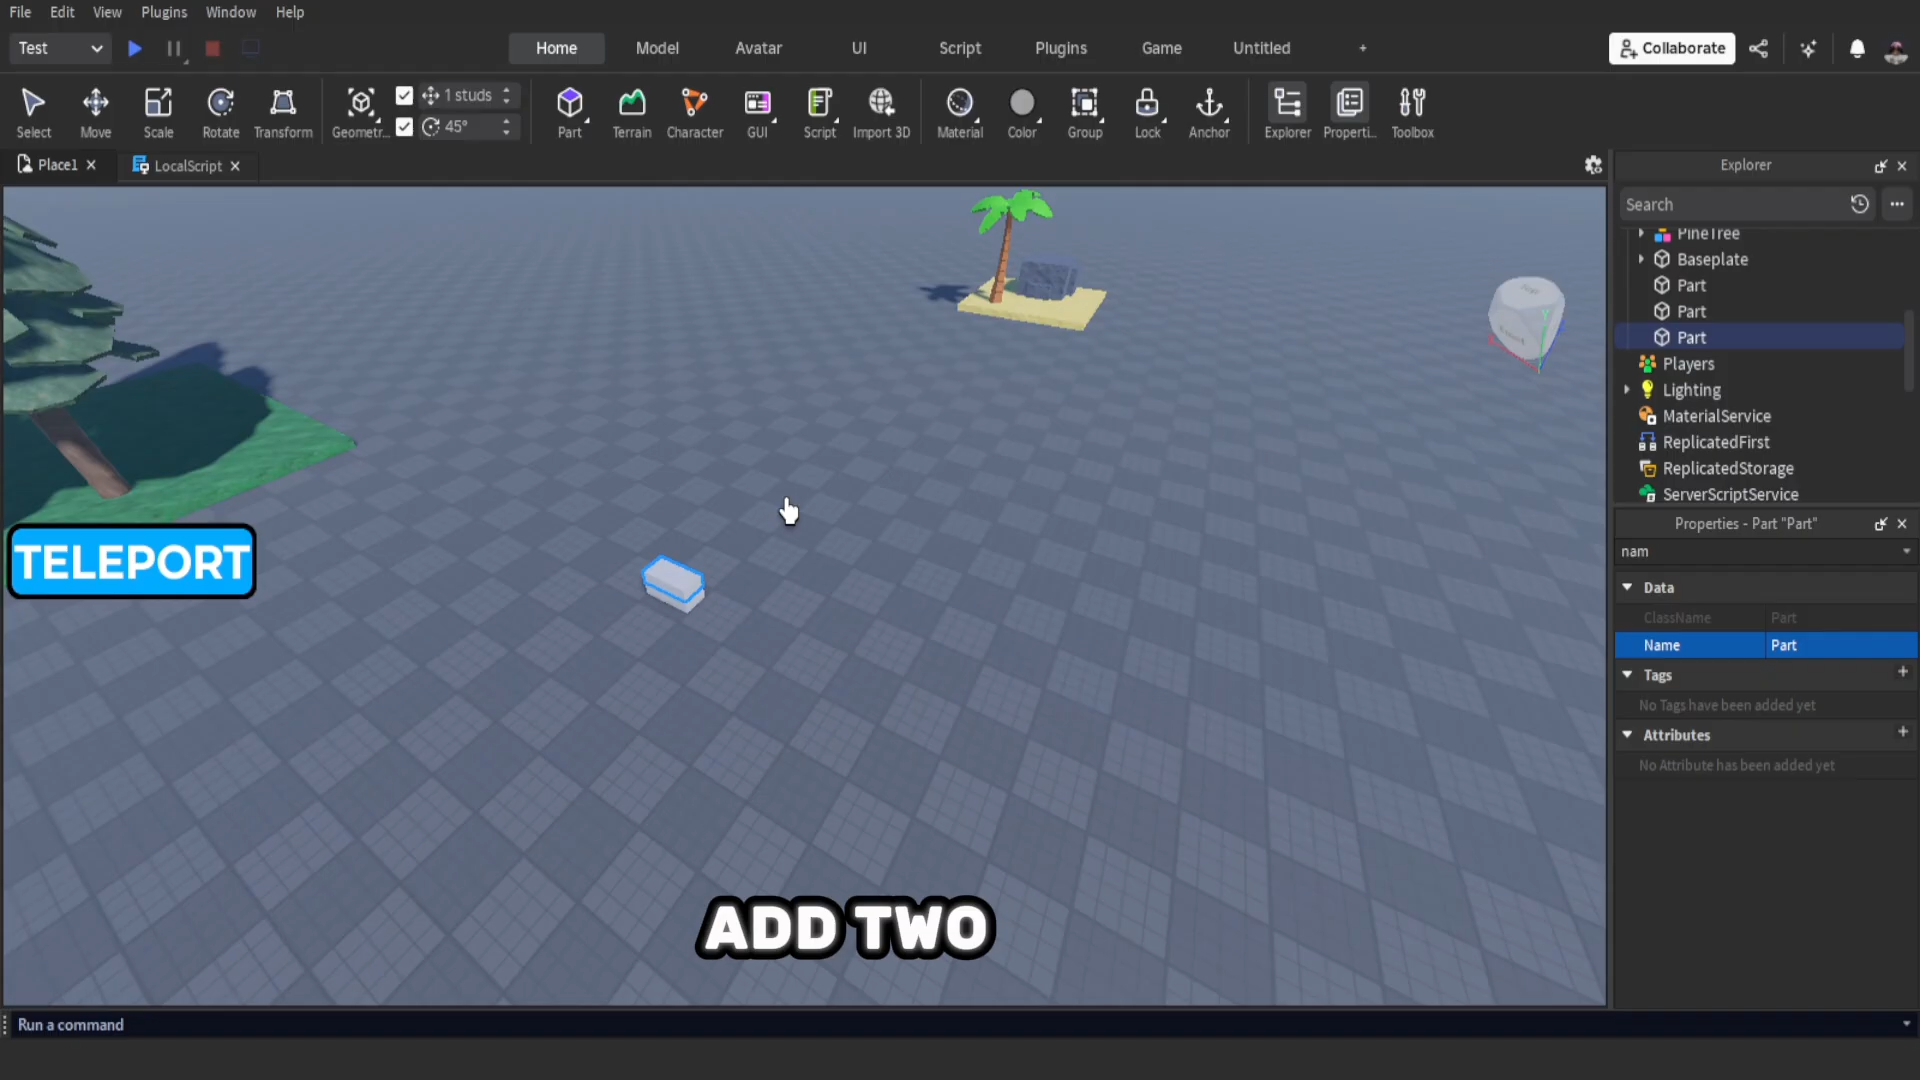 File Edit View Plugins Window Help
Test Home Model Avatar UI Script Plugins Game Untitled + Collaborate
Select Move Scale Rotate Transform Geometr... 1 studs 45° Part Terrain Character GUI Script Import 3D Material Color Group Lock Anchor Explorer Properti... Toolbox
Place1 LocalScript
Explorer
Search
PineTree
Baseplate
Part
Part
Part
Players
Lighting
MaterialService
ReplicatedFirst
ReplicatedStorage
ServerScriptService
Properties - Part "Part"
nam
Data
ClassName Part
Name Part
Tags +
No Tags have been added yet
Attributes +
No Attribute has been added yet
TELEPORT
ADD TWO
Run a command